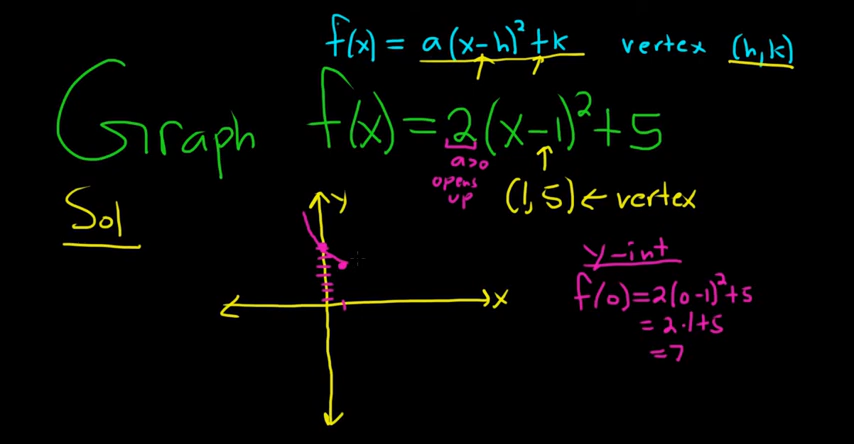 f(x) = a(x-h)² + k vertex (h,k)
Graph f(x) = 2(x-1)² + 5
a>0
opens
up
(1,5) ← vertex
Sol
y
x
y-int
f(0) = 2(0-1)² + 5
= 2·1+5
= 7